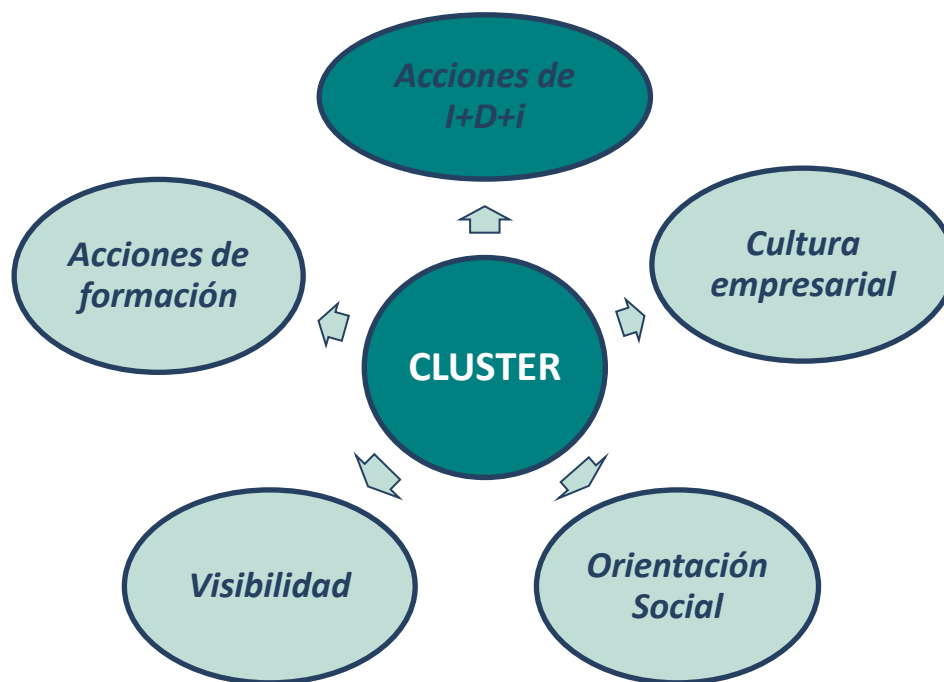 Acciones de
I+D+i
Cultura
empresarial
Acciones de
formación
CLUSTER
Visibilidad
Orientación
Social